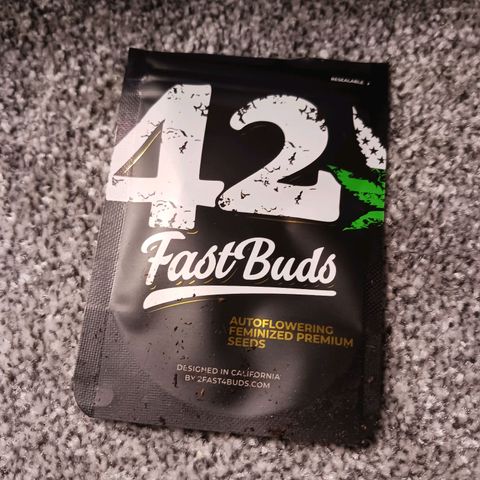 RESEALABLE
42
FastBuds
AUTOFLOWERING
FEMINIZED PREMIUM
SEEDS
DESIGNED IN CALIFORNIA
BY 2FAST4BUDS.COM